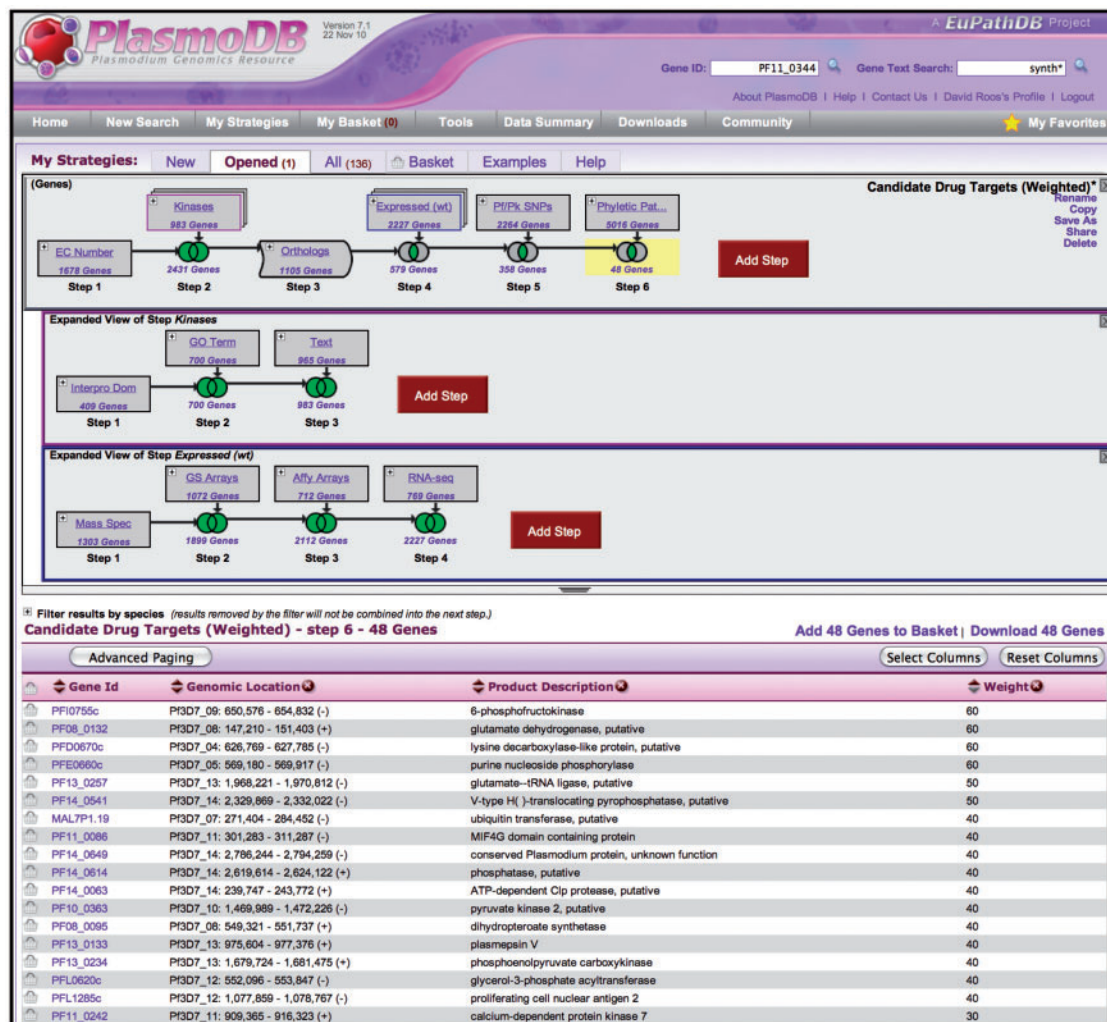 PlasmoDB
Version 7.1
22 Nov 10
Plasmodium Genomics Resource
A EuPathDB Project
Gene ID: PF11_0344 Gene Text Search: synth*
About PlasmoDB | Help | Contact Us | David Roos's Profile | Logout
Home New Search My Strategies My Basket (0) Tools Data Summary Downloads Community My Favorites
My Strategies: New Opened (1) All (136) Basket Examples Help
(Genes)
Candidate Drug Targets (Weighted)*
Rename
Copy
Save As
Share
Delete
Kinases Expressed (wt) Pf/Pk SNPs Phyletic Pat...
983 Genes 2227 Genes 2264 Genes 5016 Genes
EC Number Orthologs Add Step
1678 Genes 2431 Genes 1105 Genes 579 Genes 358 Genes 48 Genes
Step 1 Step 2 Step 3 Step 4 Step 5 Step 6
Expanded View of Step Kinases
GO Term Text
700 Genes 965 Genes
Interpro Dom Add Step
409 Genes 700 Genes 983 Genes
Step 1 Step 2 Step 3
Expanded View of Step Expressed (wt)
GS Arrays Affy Arrays RNA-seq
1072 Genes 712 Genes 769 Genes
Mass Spec Add Step
1303 Genes 1899 Genes 2112 Genes 2227 Genes
Step 1 Step 2 Step 3 Step 4
Filter results by species (results removed by the filter will not be combined into the next step.)
Candidate Drug Targets (Weighted) - step 6 - 48 Genes Add 48 Genes to Basket | Download 48 Genes
Advanced Paging Select Columns Reset Columns
Gene Id Genomic Location Product Description Weight
PFI0755c Pf3D7_09: 650,576 - 654,832 (-) 6-phosphofructokinase 60
PF08_0132 Pf3D7_08: 147,210 - 151,403 (+) glutamate dehydrogenase, putative 60
PFD0670c Pf3D7_04: 626,769 - 627,785 (-) lysine decarboxylase-like protein, putative 60
PFE0660c Pf3D7_05: 569,180 - 569,917 (-) purine nucleoside phosphorylase 60
PF13_0257 Pf3D7_13: 1,968,221 - 1,970,812 (-) glutamate--tRNA ligase, putative 50
PF14_0541 Pf3D7_14: 2,329,869 - 2,332,022 (-) V-type H( )-translocating pyrophosphatase, putative 50
MAL7P1.19 Pf3D7_07: 271,404 - 284,452 (-) ubiquitin transferase, putative 40
PF11_0086 Pf3D7_11: 301,283 - 311,287 (-) MIF4G domain containing protein 40
PF14_0649 Pf3D7_14: 2,786,244 - 2,794,259 (-) conserved Plasmodium protein, unknown function 40
PF14_0614 Pf3D7_14: 2,619,614 - 2,624,122 (+) phosphatase, putative 40
PF14_0063 Pf3D7_14: 239,747 - 243,772 (+) ATP-dependent Clp protease, putative 40
PF10_0363 Pf3D7_10: 1,469,989 - 1,472,226 (-) pyruvate kinase 2, putative 40
PF08_0095 Pf3D7_08: 549,321 - 551,737 (+) dihydropteroate synthetase 40
PF13_0133 Pf3D7_13: 975,604 - 977,376 (+) plasmepsin V 40
PF13_0234 Pf3D7_13: 1,679,724 - 1,681,475 (+) phosphoenolpyruvate carboxykinase 40
PFL0620c Pf3D7_12: 552,096 - 553,847 (-) glycerol-3-phosphate acyltransferase 40
PFL1285c Pf3D7_12: 1,077,859 - 1,078,767 (-) proliferating cell nuclear antigen 2 40
PF11_0242 Pf3D7_11: 909,365 - 916,323 (+) calcium-dependent protein kinase 7 30